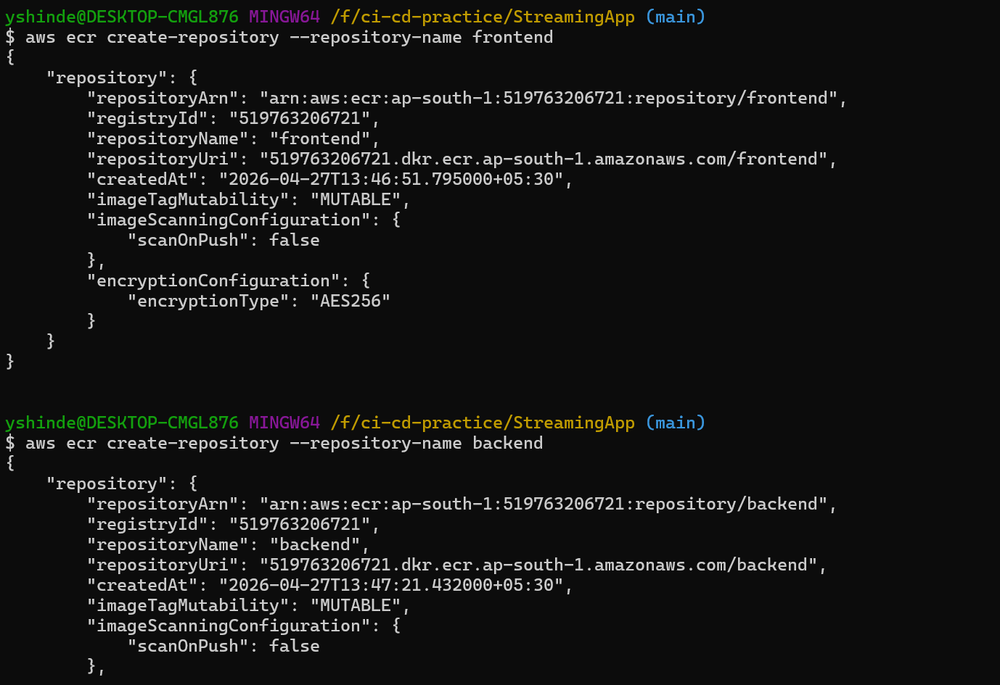 yshinde@DESKTOP-CMGL876 MINGW64 /f/ci-cd-practice/StreamingApp (main)
$ aws ecr create-repository --repository-name frontend
{
    "repository": {
        "repositoryArn": "arn:aws:ecr:ap-south-1:519763206721:repository/frontend",
        "registryId": "519763206721",
        "repositoryName": "frontend",
        "repositoryUri": "519763206721.dkr.ecr.ap-south-1.amazonaws.com/frontend",
        "createdAt": "2026-04-27T13:46:51.795000+05:30",
        "imageTagMutability": "MUTABLE",
        "imageScanningConfiguration": {
            "scanOnPush": false
        },
        "encryptionConfiguration": {
            "encryptionType": "AES256"
        }
    }
}
yshinde@DESKTOP-CMGL876 MINGW64 /f/ci-cd-practice/StreamingApp (main)
$ aws ecr create-repository --repository-name backend
{
    "repository": {
        "repositoryArn": "arn:aws:ecr:ap-south-1:519763206721:repository/backend",
        "registryId": "519763206721",
        "repositoryName": "backend",
        "repositoryUri": "519763206721.dkr.ecr.ap-south-1.amazonaws.com/backend",
        "createdAt": "2026-04-27T13:47:21.432000+05:30",
        "imageTagMutability": "MUTABLE",
        "imageScanningConfiguration": {
            "scanOnPush": false
        },